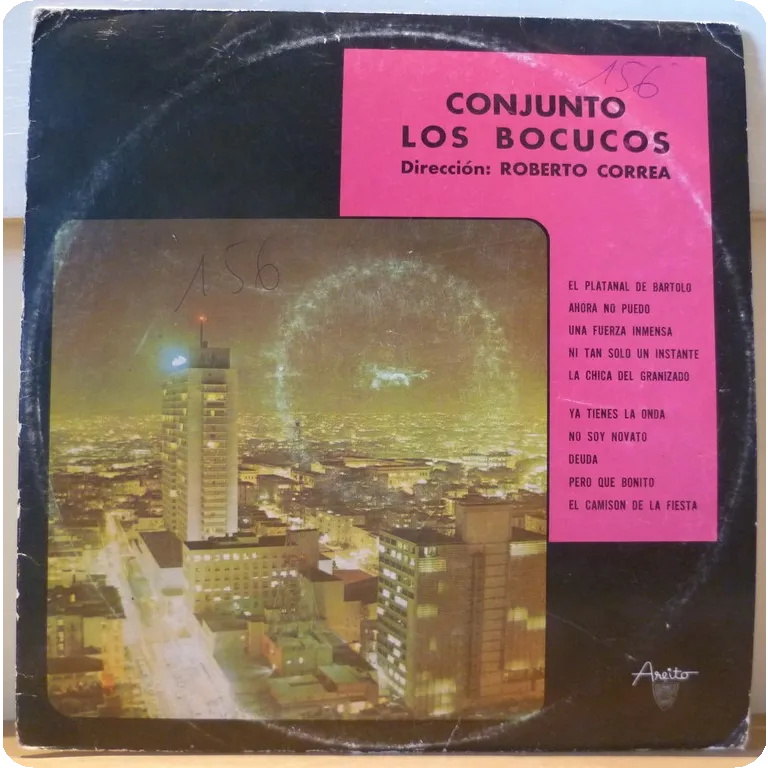 156
CONJUNTO
LOS BOCUCOS
Dirección: ROBERTO CORREA
156
EL PLATANAL DE BARTOLO
AHORA NO PUEDO
UNA FUERZA INMENSA
NI TAN SOLO UN INSTANTE
LA CHICA DEL GRANIZADO
YA TIENES LA ONDA
NO SOY NOVATO
DEUDA
PERO QUE BONITO
EL CAMISON DE LA FIESTA
Areito